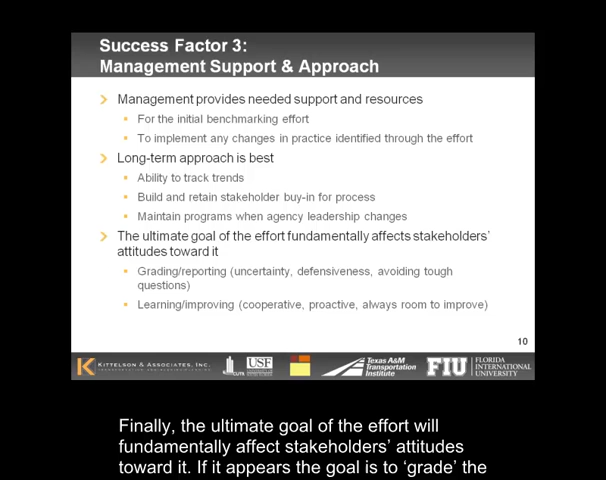 Success Factor 3:
Management Support & Approach
Management provides needed support and resources
For the initial benchmarking effort
To implement any changes in practice identified through the effort
Long-term approach is best
Ability to track trends
Build and retain stakeholder buy-in for process
Maintain programs when agency leadership changes
The ultimate goal of the effort fundamentally affects stakeholders'
attitudes toward it
Grading/reporting (uncertainty, defensiveness, avoiding tough
questions)
Learning/improving (cooperative, proactive, always room to improve)
10
KITTELSON & ASSOCIATES, INC.
CUTR
USF
Texas A&M
Transportation
Institute
FIU
FLORIDA
INTERNATIONAL
UNIVERSITY
Finally, the ultimate goal of the effort will
fundamentally affect stakeholders' attitudes
toward it. If it appears the goal is to 'grade' the